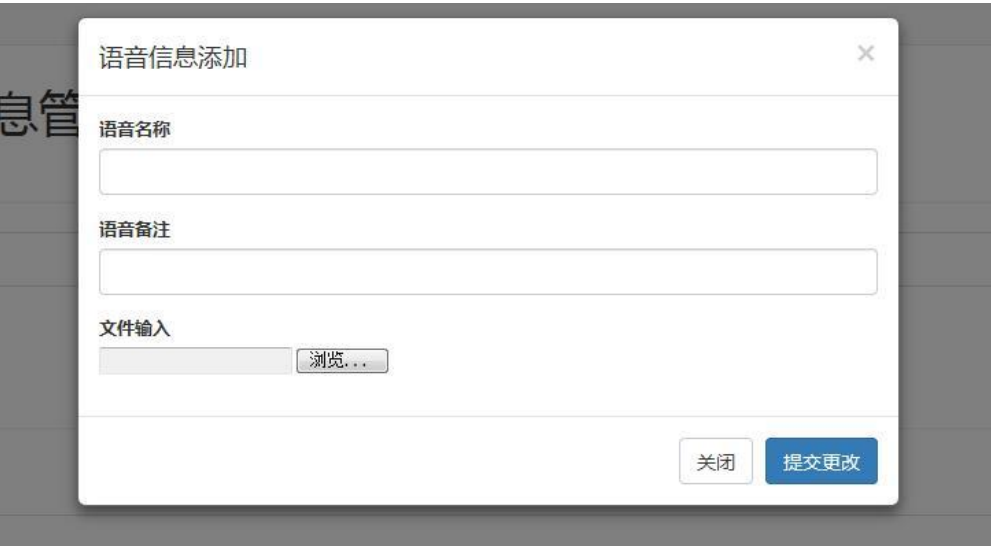 语音信息添加
×
息管
语音名称
语音备注
文件输入
浏览...
关闭
提交更改